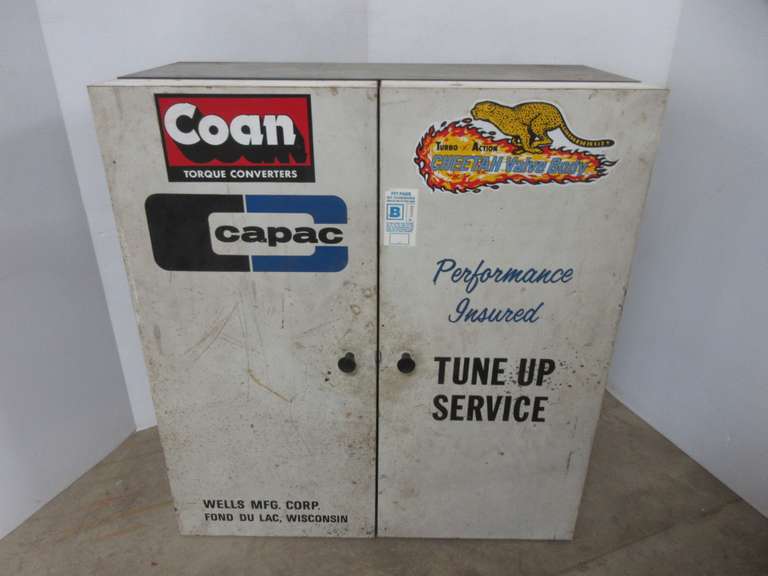 Coan
TORQUE CONVERTERS
capac
TURBO ACTION
CHEETAH Valve Body
B
Performance
Insured
TUNE UP
SERVICE
WELLS MFG. CORP.
FOND DU LAC, WISCONSIN